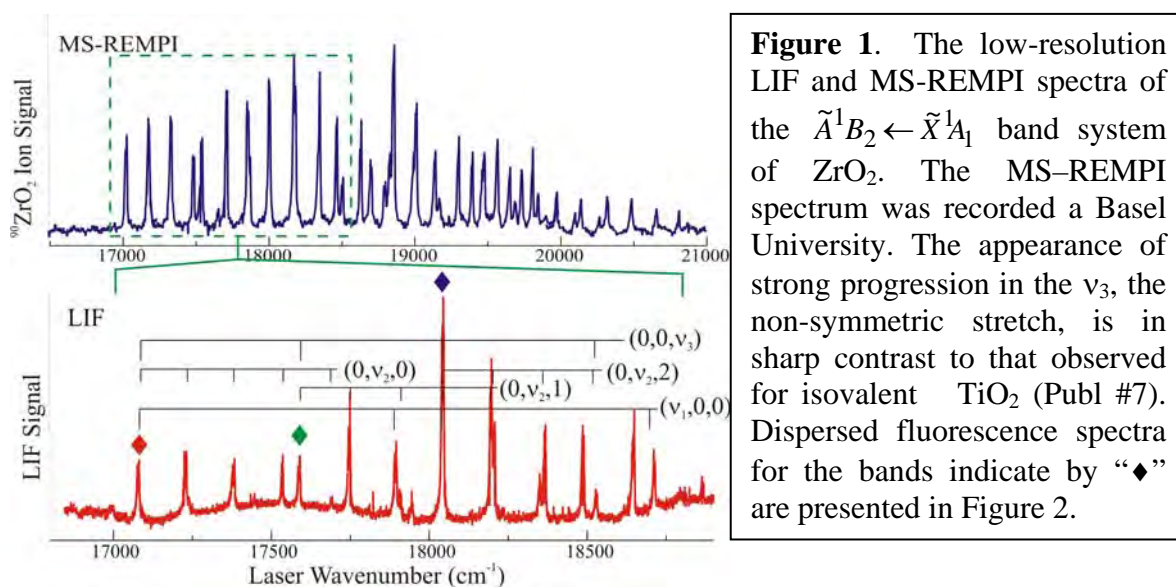 MS-REMPI
⁹⁰ZrO₂ Ion Signal
17000 18000 19000 20000 21000
LIF
(0,0,ν₃)
(0,ν₂,0) (0,ν₂,2)
(0,ν₂,1)
(ν₁,0,0)
LIF Signal
17000 17500 18000 18500
Laser Wavenumber (cm⁻¹)
Figure 1. The low-resolution
LIF and MS-REMPI spectra of
the Ã¹B₂ ← X̃¹A₁ band system
of ZrO₂. The MS–REMPI
spectrum was recorded a Basel
University. The appearance of
strong progression in the ν₃, the
non-symmetric stretch, is in
sharp contrast to that observed
for isovalent TiO₂ (Publ #7).
Dispersed fluorescence spectra
for the bands indicate by “♦”
are presented in Figure 2.